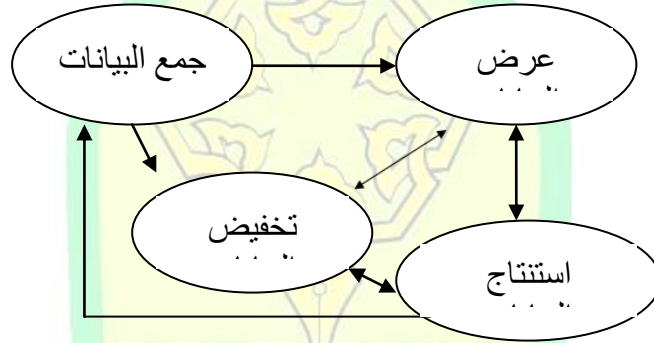 جمع البيانات
عرض
تخفيض
استنتاج